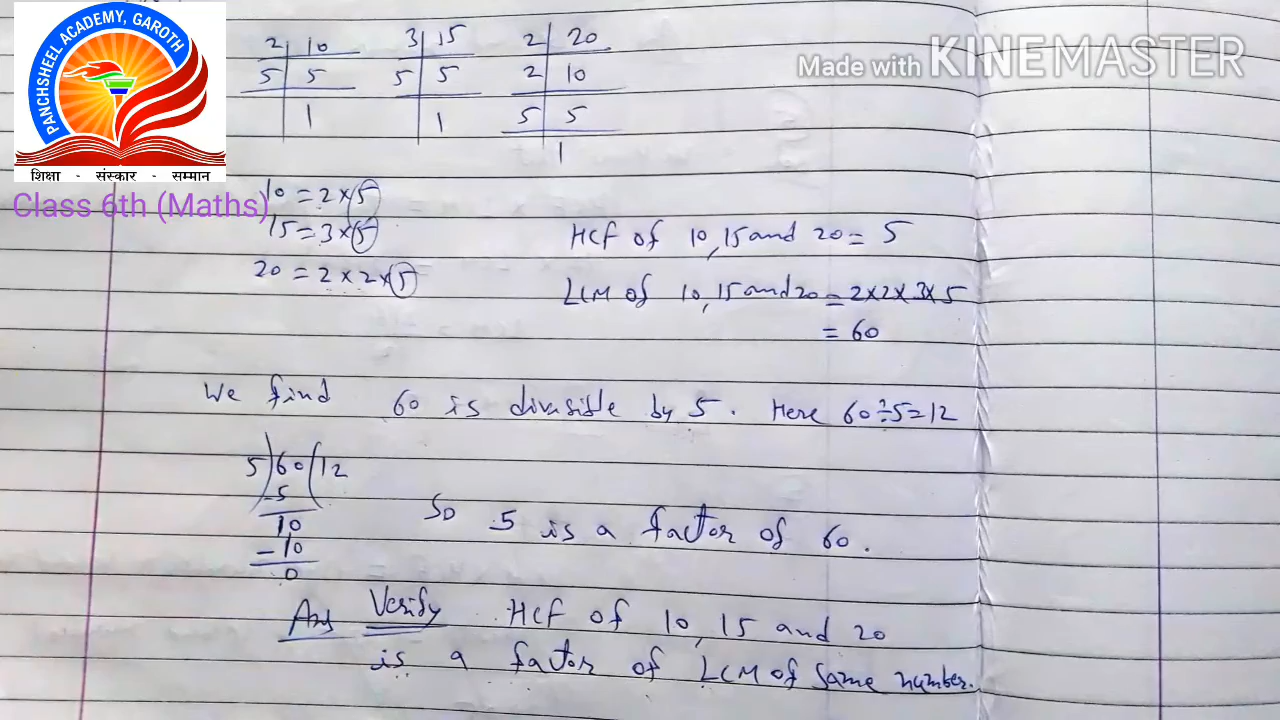 PANCHSHEEL ACADEMY, GAROTH
शिक्षा - संस्कार - सम्मान
Class 6th (Maths)
Made with KINEMASTER
2 | 10
5 | 5
1
3 | 15
5 | 5
1
2 | 20
2 | 10
5 | 5
1
10 = 2 × 5
15 = 3 × 5
20 = 2 × 2 × 5
HCF of 10, 15 and 20 = 5
LCM of 10, 15 and 20 = 2×2×3×5
= 60
We find 60 is divisible by 5. Here 60÷5=12
5)60(12
-5
10
-10
0
So 5 is a factor of 60.
Ans Verify HCF of 10, 15 and 20
is a factor of LCM of same number.